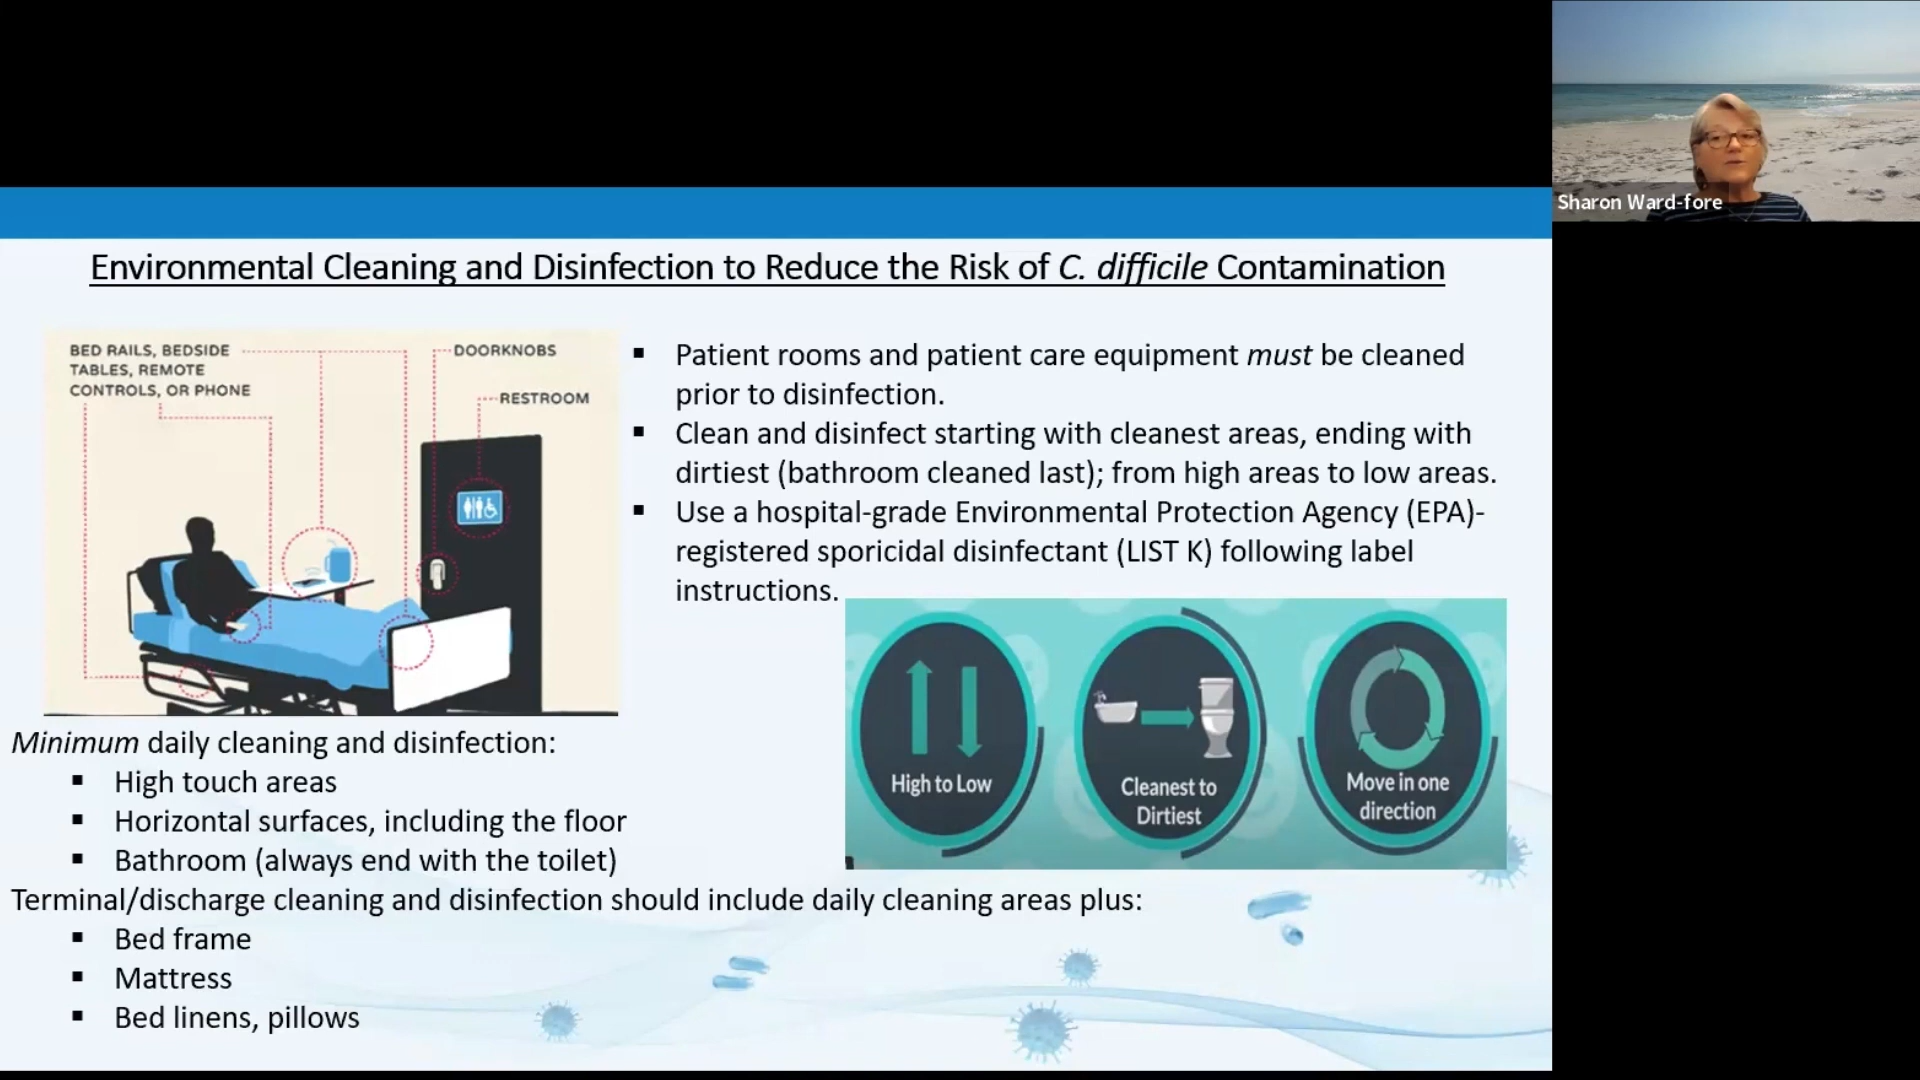 Sharon Ward-fore
Environmental Cleaning and Disinfection to Reduce the Risk of C. difficile Contamination
BED RAILS, BEDSIDE
TABLES, REMOTE
CONTROLS, OR PHONE
DOORKNOBS
RESTROOM
▪ Patient rooms and patient care equipment must be cleaned
prior to disinfection.
▪ Clean and disinfect starting with cleanest areas, ending with
dirtiest (bathroom cleaned last); from high areas to low areas.
▪ Use a hospital-grade Environmental Protection Agency (EPA)-
registered sporicidal disinfectant (LIST K) following label
instructions.
High to Low
Cleanest to
Dirtiest
Move in one
direction
Minimum daily cleaning and disinfection:
▪ High touch areas
▪ Horizontal surfaces, including the floor
▪ Bathroom (always end with the toilet)
Terminal/discharge cleaning and disinfection should include daily cleaning areas plus:
▪ Bed frame
▪ Mattress
▪ Bed linens, pillows